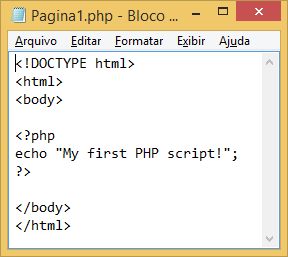 Pagina1.php - Bloco ...
Arquivo Editar Formatar Exibir Ajuda
<!DOCTYPE html>
<html>
<body>
<?php
echo "My first PHP script!";
?>
</body>
</html>